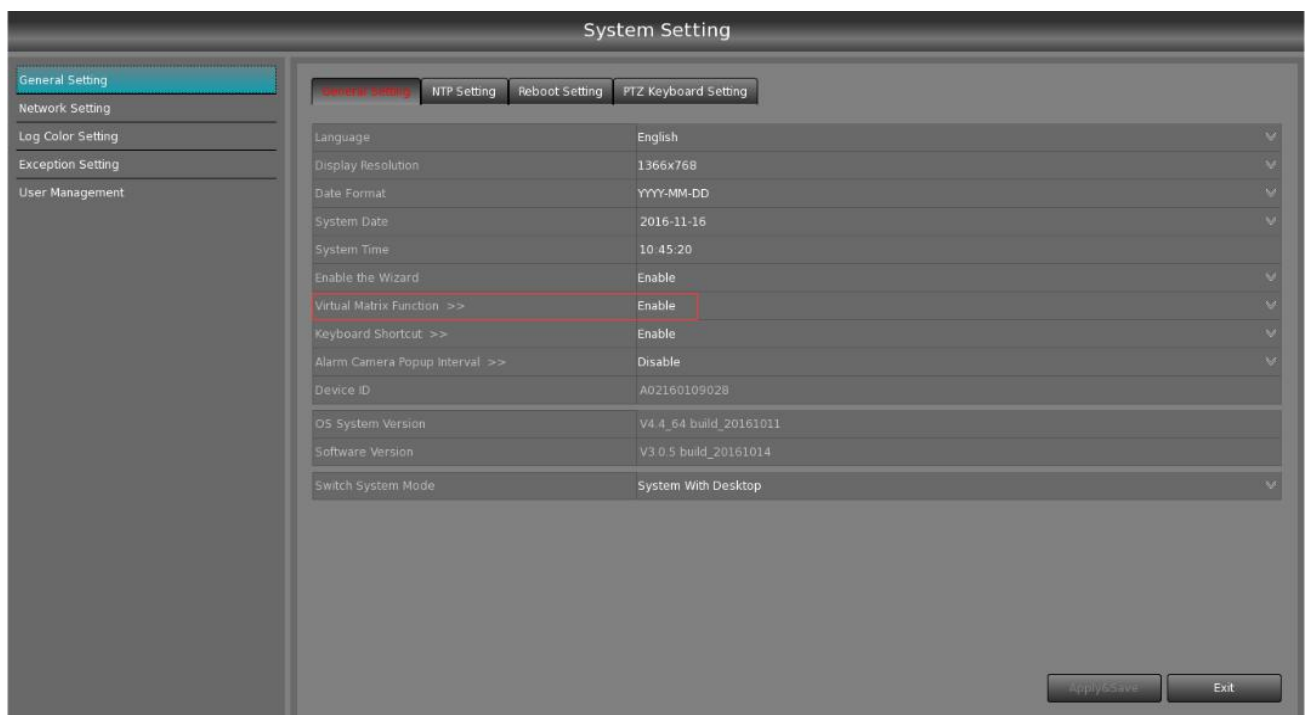 System Setting
General Setting
Network Setting
Log Color Setting
Exception Setting
User Management
General Setting NTP Setting Reboot Setting PTZ Keyboard Setting
Language English
Display Resolution 1366x768
Date Format YYYY-MM-DD
System Date 2016-11-16
System Time 10:45:20
Enable the Wizard Enable
Virtual Matrix Function >> Enable
Keyboard Shortcut >> Enable
Alarm Camera Popup Interval >> Disable
Device ID A02160109028
OS System Version V4.4_64 build_20161011
Software Version V3.0.5 build_20161014
Switch System Mode System With Desktop
Apply&Save Exit